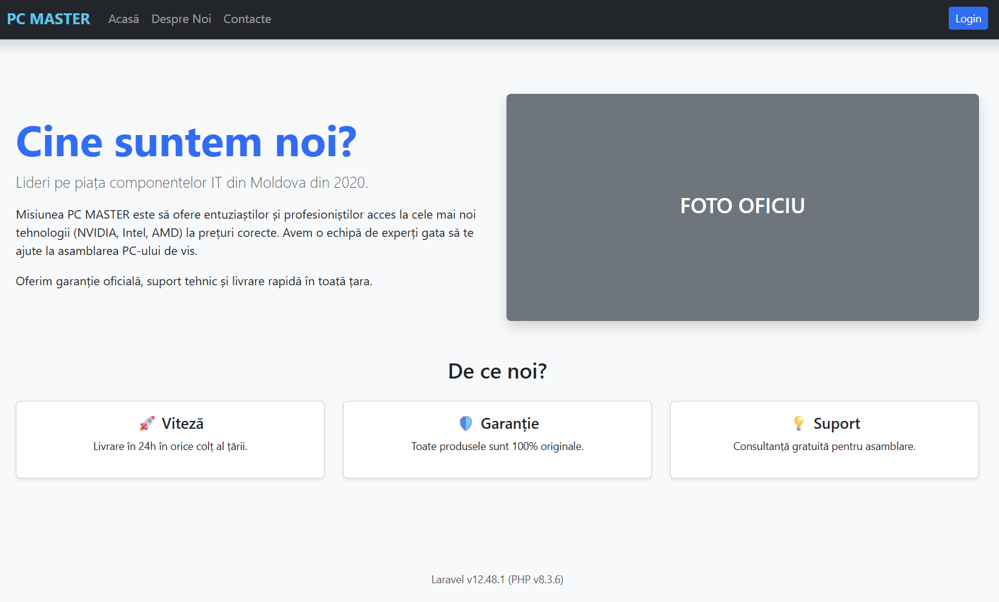 PC MASTER Acasă Despre Noi Contacte Login
Cine suntem noi?
Lideri pe piața componentelor IT din Moldova din 2020.
Misiunea PC MASTER este să ofere entuziaștilor și profesioniștilor acces la cele mai noi
tehnologii (NVIDIA, Intel, AMD) la prețuri corecte. Avem o echipă de experți gata să te
ajute la asamblarea PC-ului de vis.
Oferim garanție oficială, suport tehnic și livrare rapidă în toată țara.
FOTO OFICIU
De ce noi?
Viteză
Livrare în 24h în orice colț al țării.
Garanție
Toate produsele sunt 100% originale.
Suport
Consultanță gratuită pentru asamblare.
Laravel v12.48.1 (PHP v8.3.6)